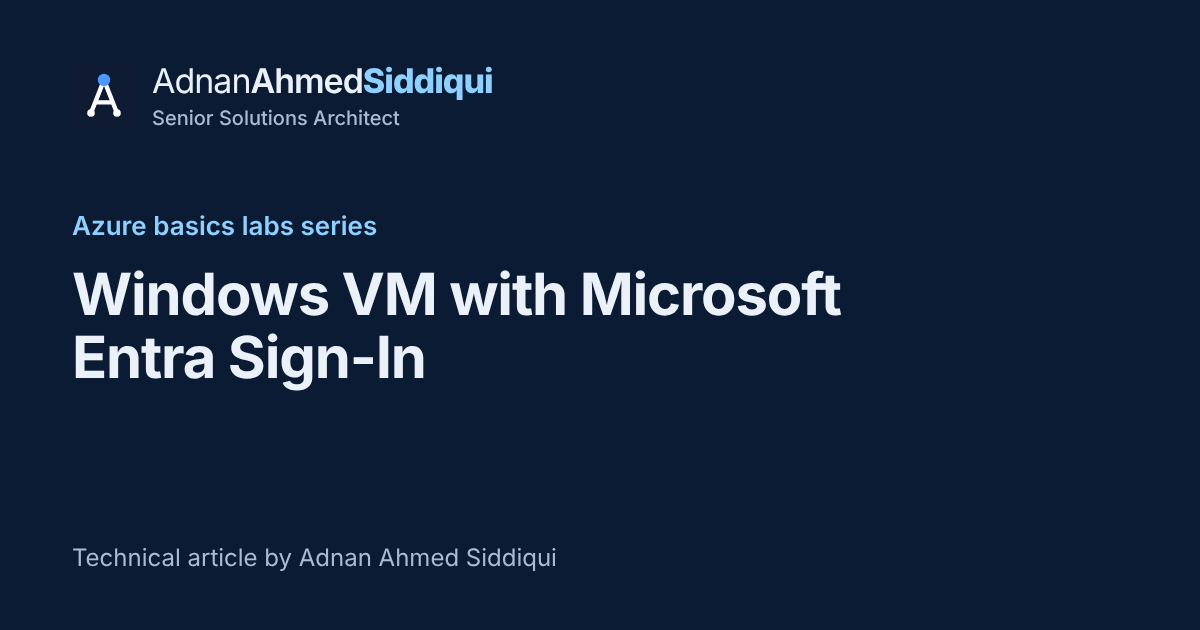 AdnanAhmedSiddiqui
Senior Solutions Architect
Azure basics labs series
Windows VM with Microsoft
Entra Sign-In
Technical article by Adnan Ahmed Siddiqui